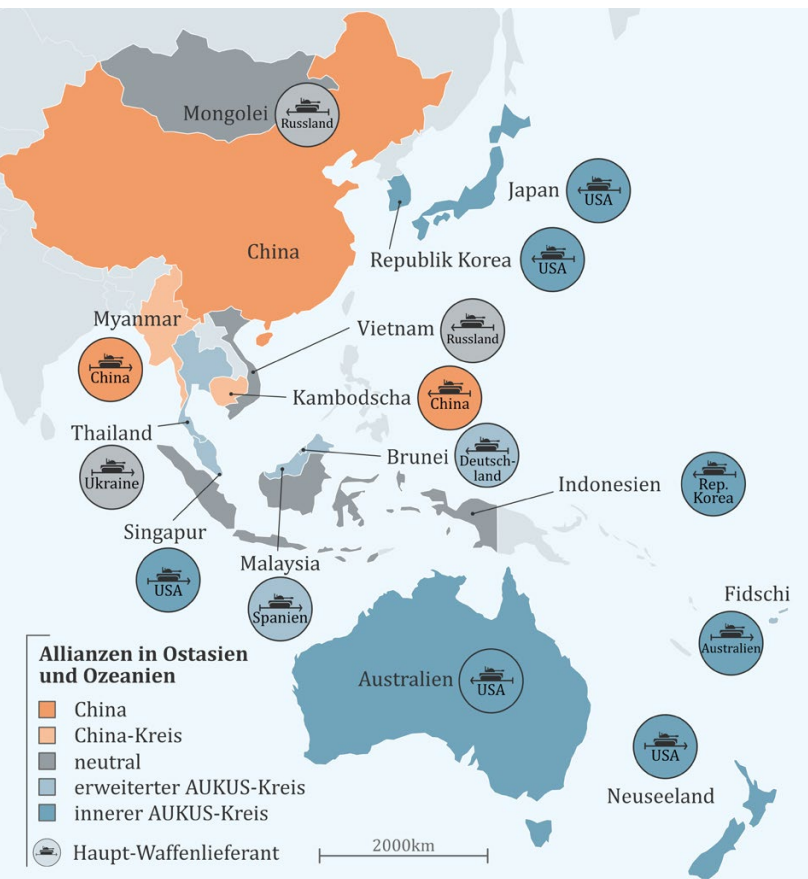 Mongolei
Russland
Japan
USA
China
Republik Korea
USA
Myanmar
China
Vietnam
Russland
Kambodscha
China
Thailand
Ukraine
Brunei
Deutsch-
land
Indonesien
Rep.
Korea
Singapur
USA
Malaysia
Spanien
Fidschi
Australien
Australien
USA
USA
Neuseeland
Allianzen in Ostasien
und Ozeanien
China
China-Kreis
neutral
erweiterter AUKUS-Kreis
innerer AUKUS-Kreis
Haupt-Waffenlieferant
2000km